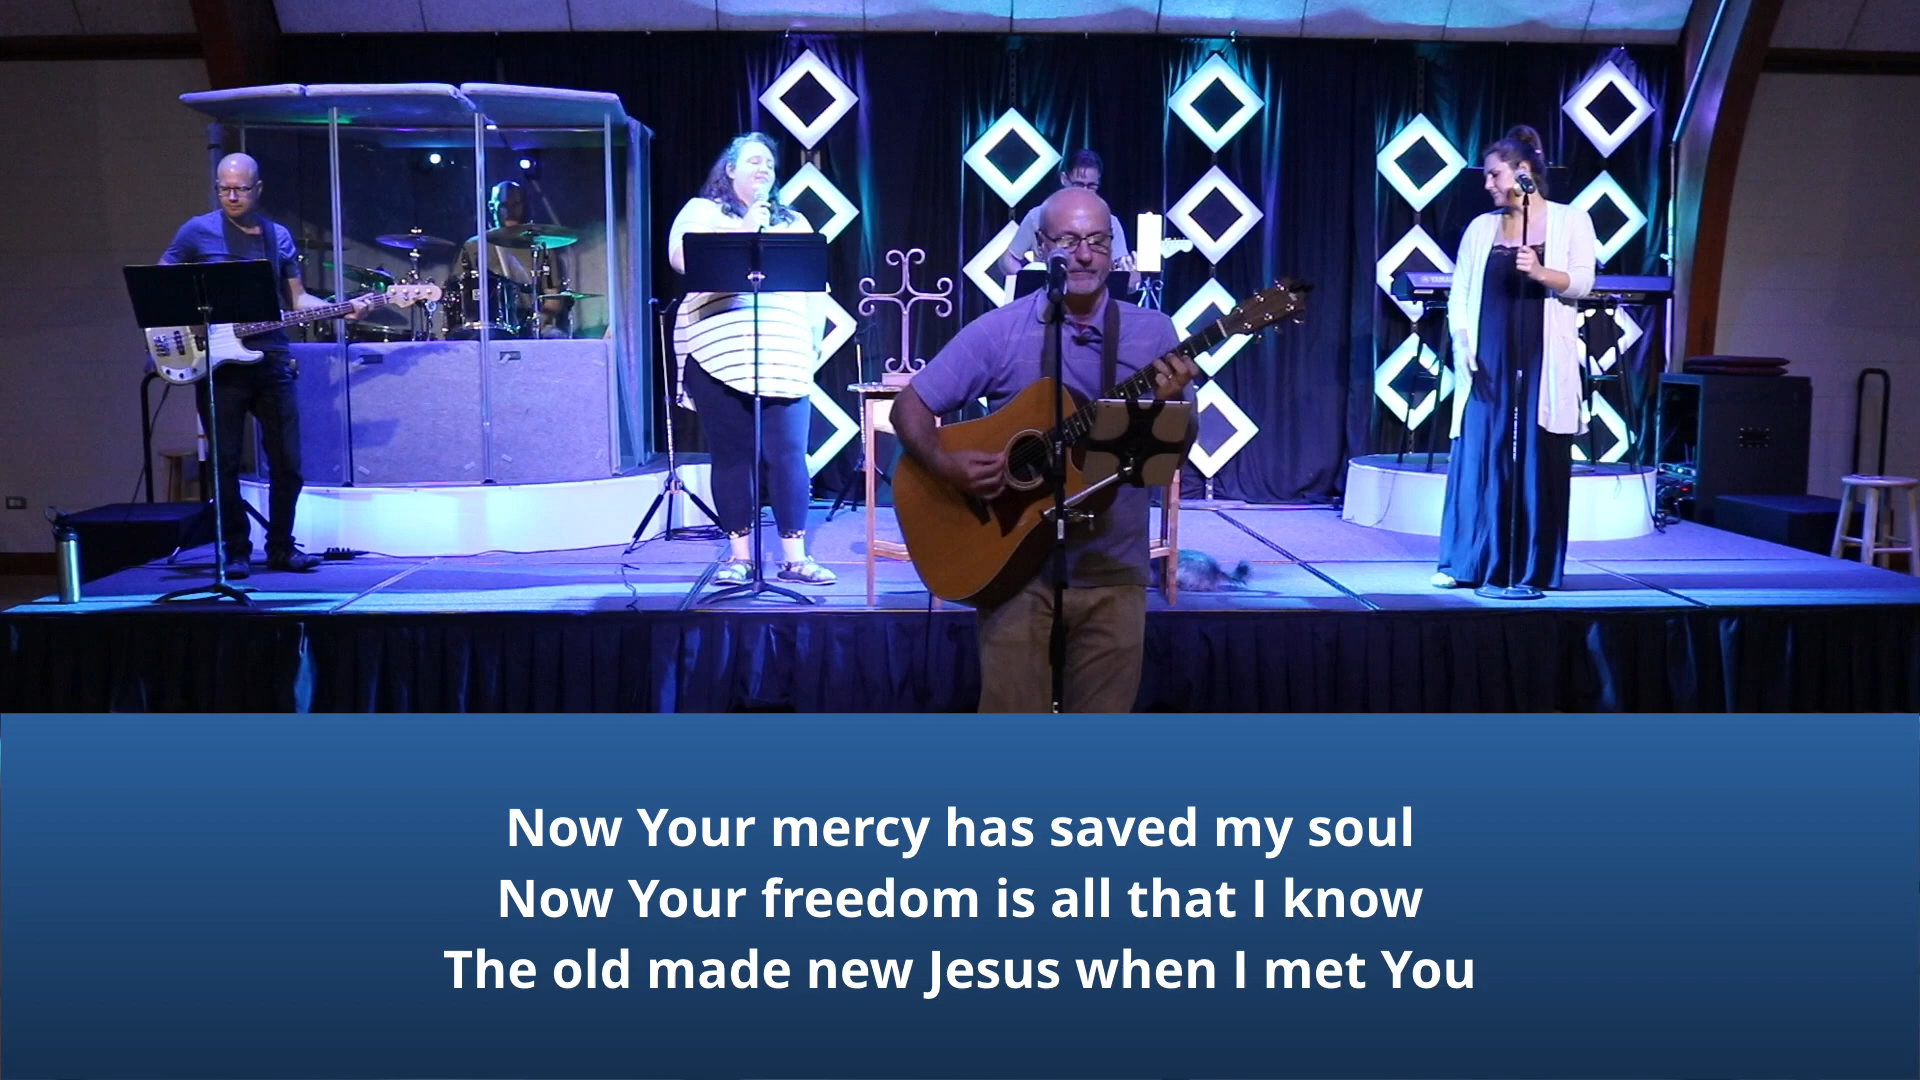 Now Your mercy has saved my soul
Now Your freedom is all that I know
The old made new Jesus when I met You